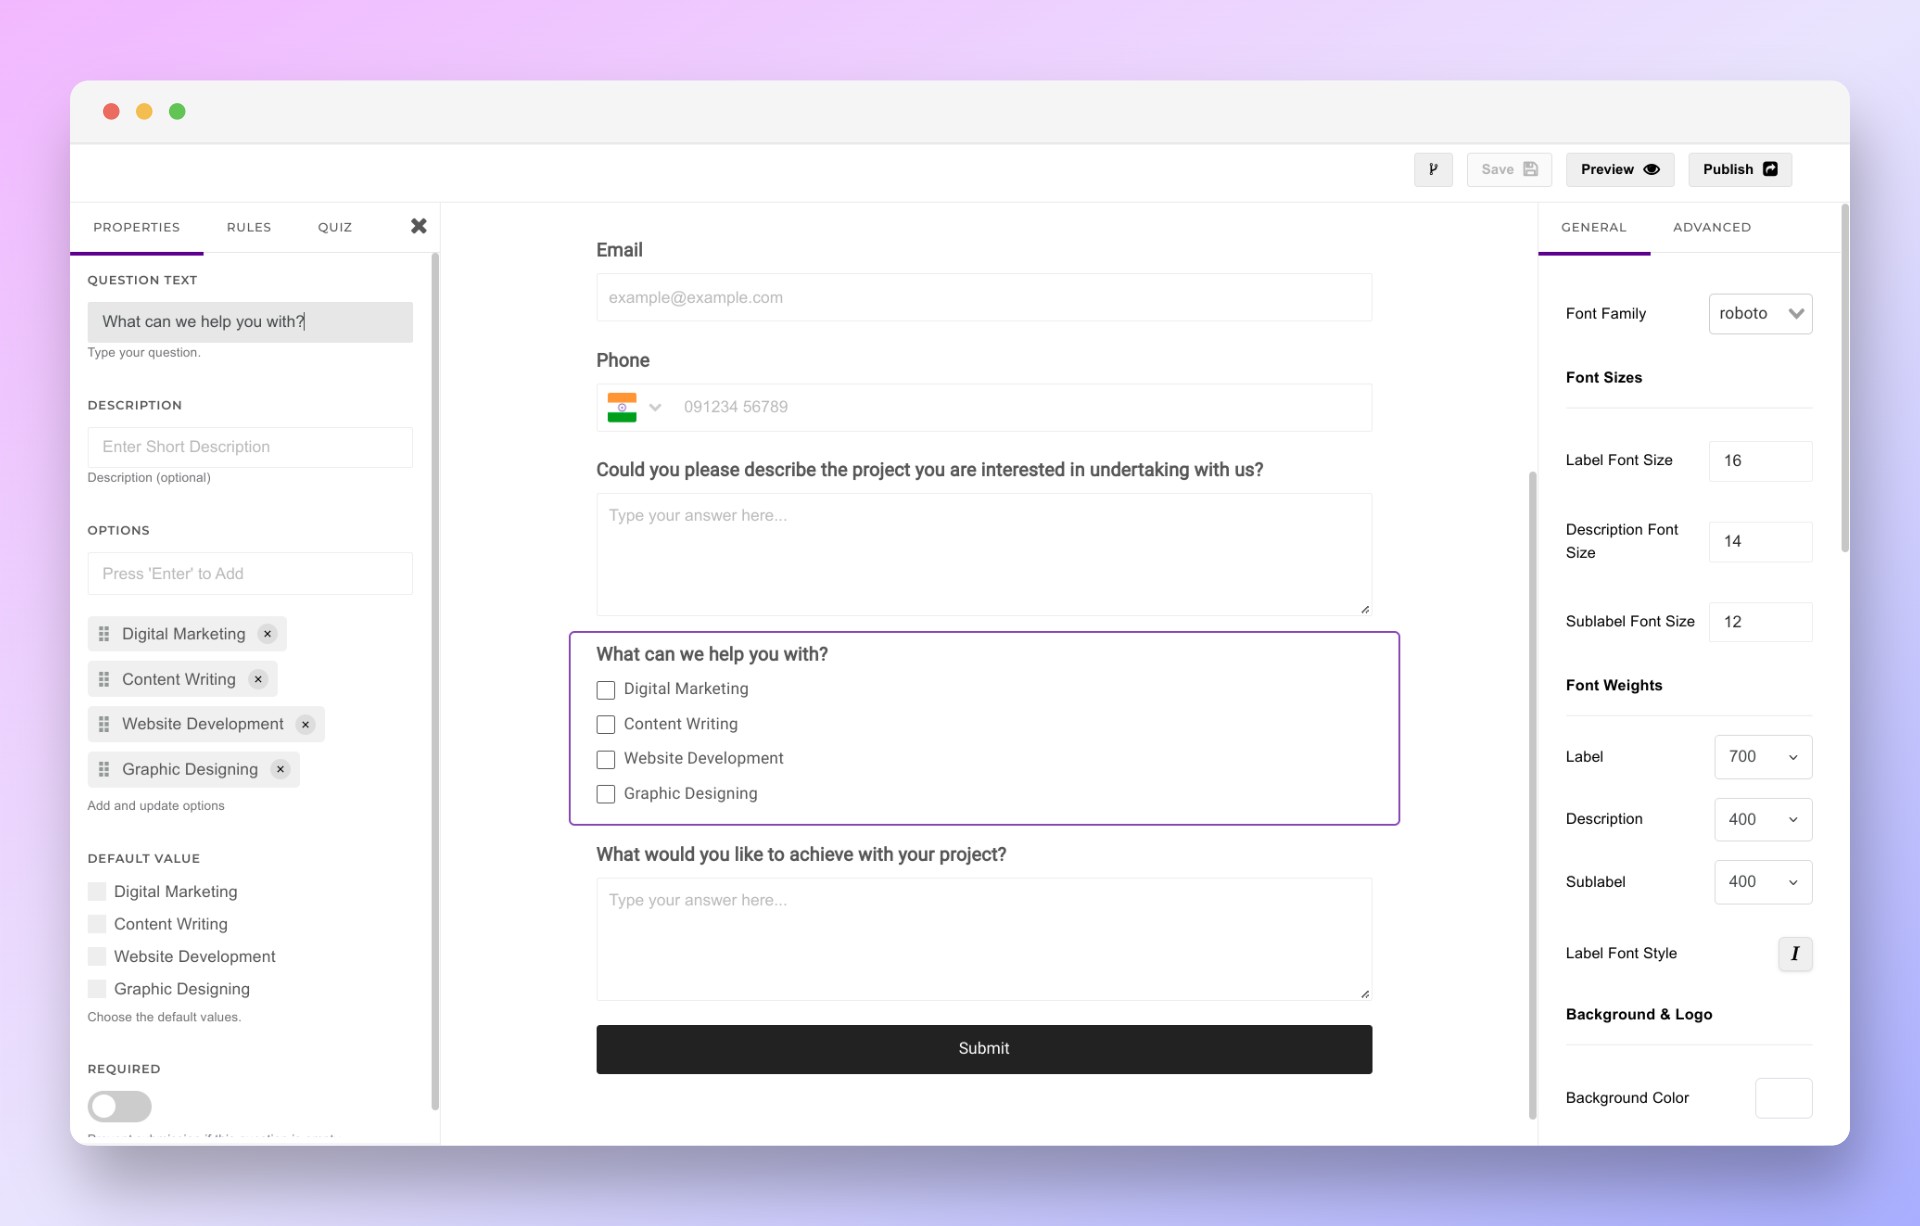 Save
Preview
Publish
PROPERTIES
RULES
QUIZ
QUESTION TEXT
What can we help you with?
Type your question.
DESCRIPTION
Enter Short Description
Description (optional)
OPTIONS
Press 'Enter' to Add
Digital Marketing
Content Writing
Website Development
Graphic Designing
Add and update options
DEFAULT VALUE
Digital Marketing
Content Writing
Website Development
Graphic Designing
Choose the default values.
REQUIRED
Email
example@example.com
Phone
091234 56789
Could you please describe the project you are interested in undertaking with us?
Type your answer here...
What can we help you with?
Digital Marketing
Content Writing
Website Development
Graphic Designing
What would you like to achieve with your project?
Type your answer here...
Submit
GENERAL
ADVANCED
Font Family
roboto
Font Sizes
Label Font Size
16
Description Font
Size
14
Sublabel Font Size
12
Font Weights
Label
700
Description
400
Sublabel
400
Label Font Style
I
Background & Logo
Background Color